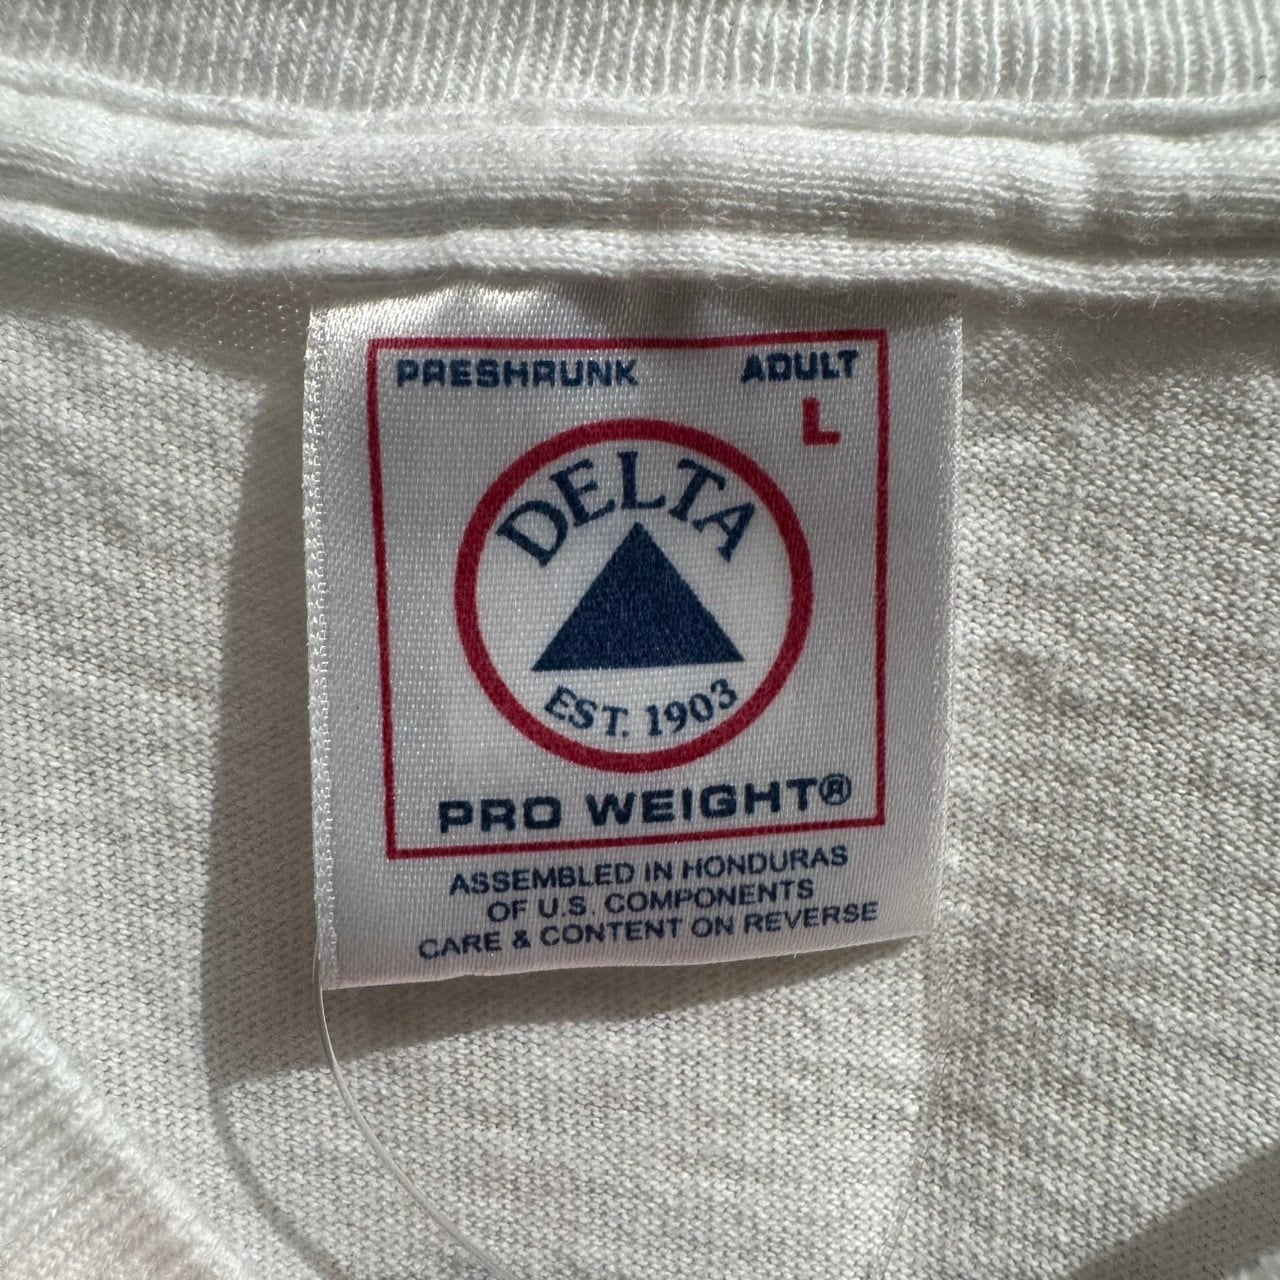 PRESHRUNK ADULT
L
DELTA
EST. 1903
PRO WEIGHT®
ASSEMBLED IN HONDURAS
OF U.S. COMPONENTS
CARE & CONTENT ON REVERSE